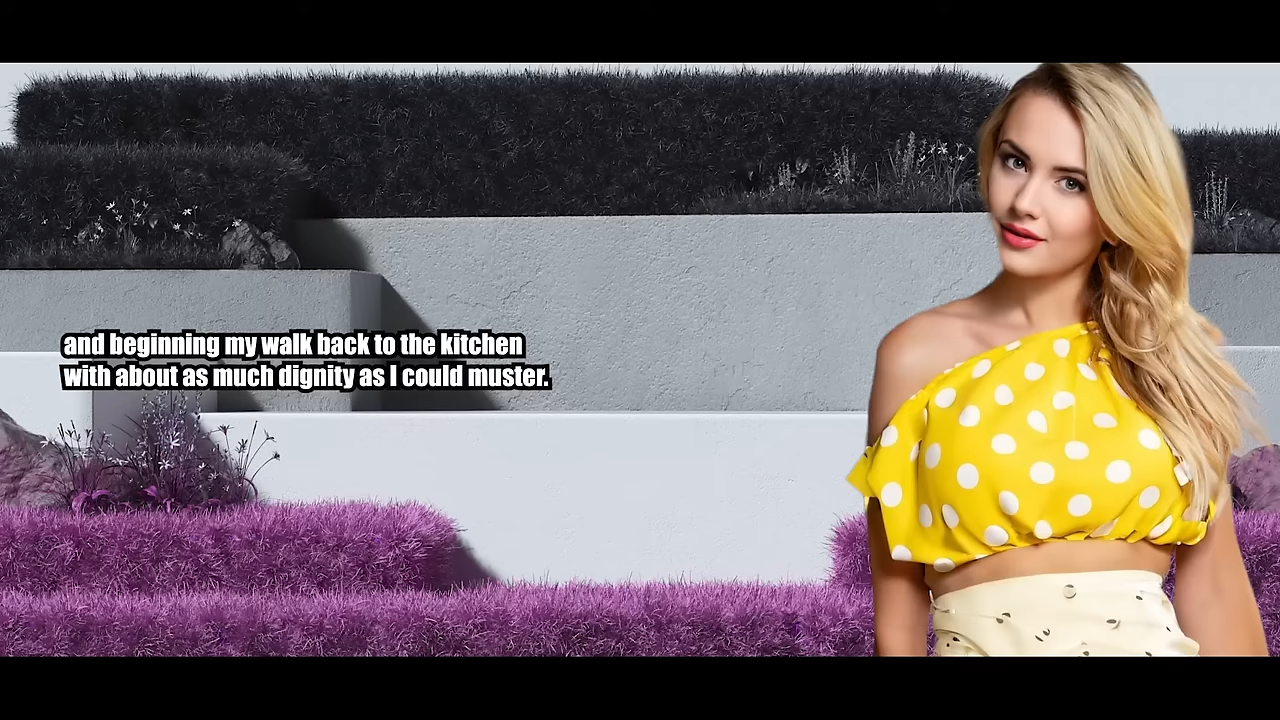 and beginning my walk back to the kitchen
with about as much dignity as I could muster.